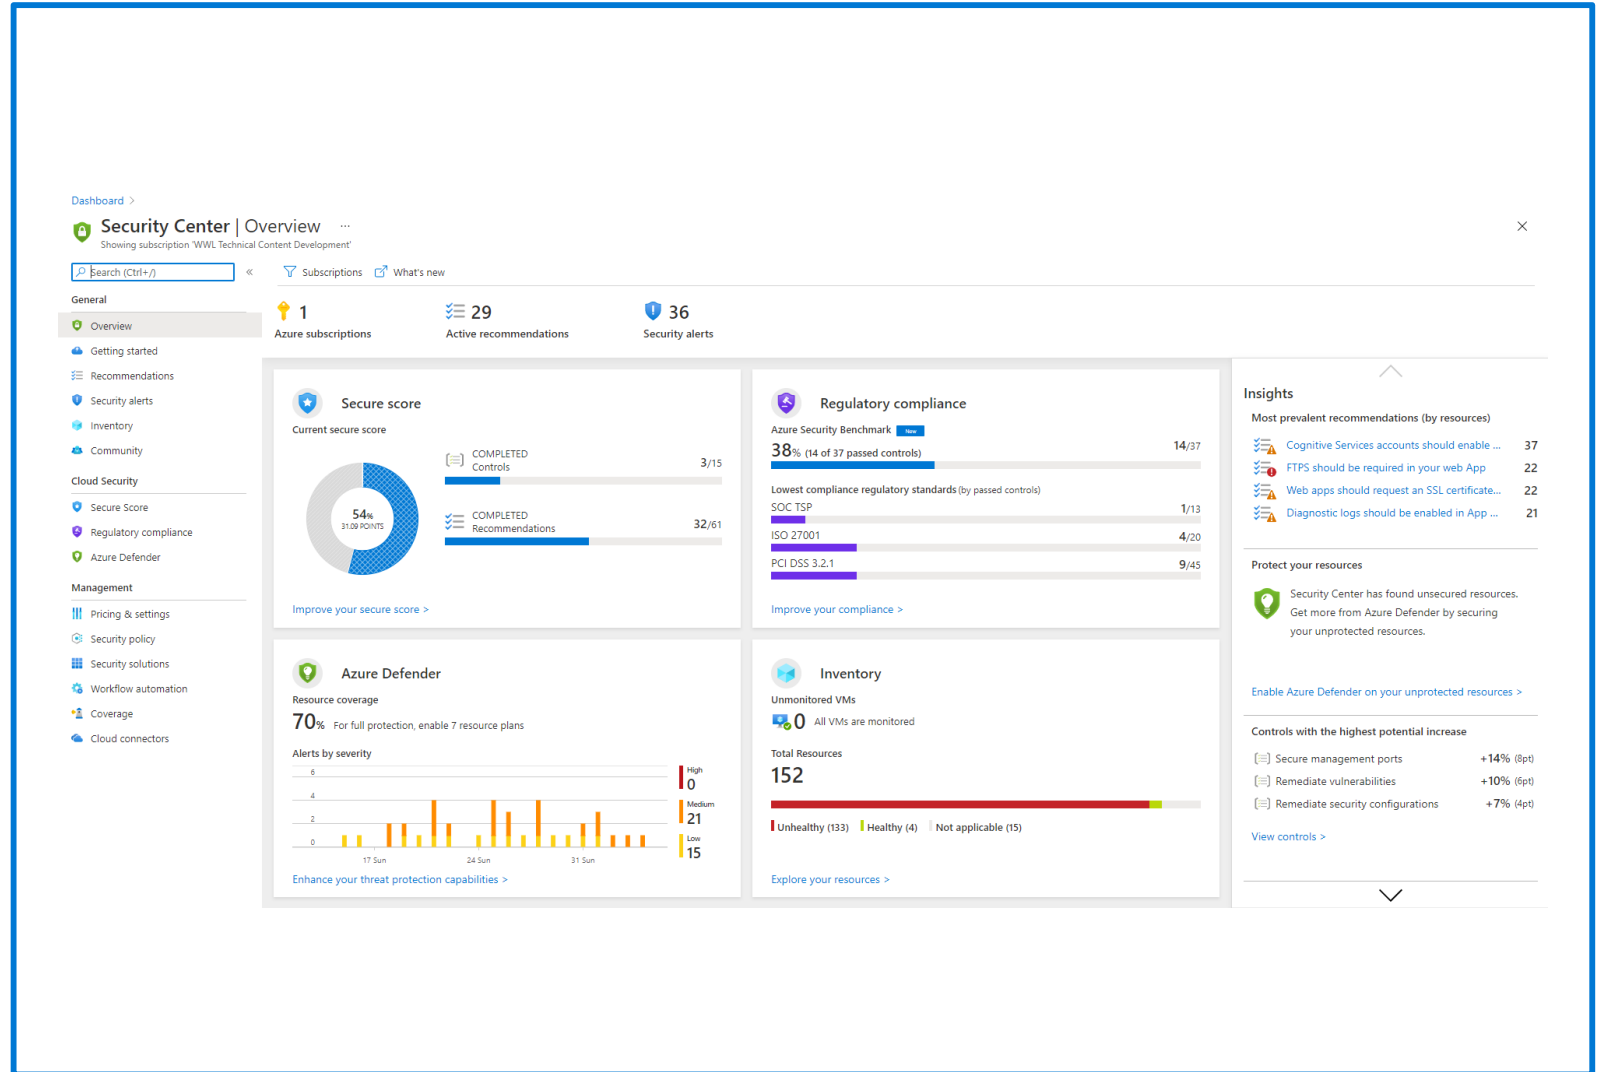 Dashboard >
Security Center | Overview ...
Showing subscription 'WWL Technical Content Development'
Search (Ctrl+/)
«
Subscriptions
What's new
General
Overview
Getting started
Recommendations
Security alerts
Inventory
Community
Cloud Security
Secure Score
Regulatory compliance
Azure Defender
Management
Pricing & settings
Security policy
Security solutions
Workflow automation
Coverage
Cloud connectors
1
Azure subscriptions
29
Active recommendations
36
Security alerts
Secure score
Current secure score
54%
31.09 POINTS
COMPLETED
Controls
3/15
COMPLETED
Recommendations
32/61
Improve your secure score >
Regulatory compliance
Azure Security Benchmark New
38% (14 of 37 passed controls)
14/37
Lowest compliance regulatory standards (by passed controls)
SOC TSP 1/13
ISO 27001 4/20
PCI DSS 3.2.1 9/45
Improve your compliance >
Azure Defender
Resource coverage
70% For full protection, enable 7 resource plans
Alerts by severity
6
4
2
0
17 Sun 24 Sun 31 Sun
High
0
Medium
21
Low
15
Enhance your threat protection capabilities >
Inventory
Unmonitored VMs
0 All VMs are monitored
Total Resources
152
Unhealthy (133) Healthy (4) Not applicable (15)
Explore your resources >
Insights
Most prevalent recommendations (by resources)
Cognitive Services accounts should enable ... 37
FTPS should be required in your web App 22
Web apps should request an SSL certificate... 22
Diagnostic logs should be enabled in App ... 21
Protect your resources
Security Center has found unsecured resources.
Get more from Azure Defender by securing
your unprotected resources.
Enable Azure Defender on your unprotected resources >
Controls with the highest potential increase
Secure management ports +14% (8pt)
Remediate vulnerabilities +10% (6pt)
Remediate security configurations +7% (4pt)
View controls >